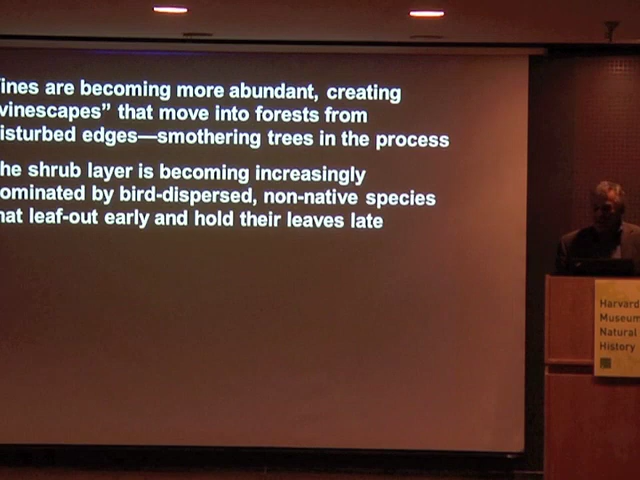 ines are becoming more abundant, creating
vinescapes” that move into forests from
isturbed edges—smothering trees in the process
he shrub layer is becoming increasingly
ominated by bird-dispersed, non-native species
hat leaf-out early and hold their leaves late
Harvard
Museum
Natural
History